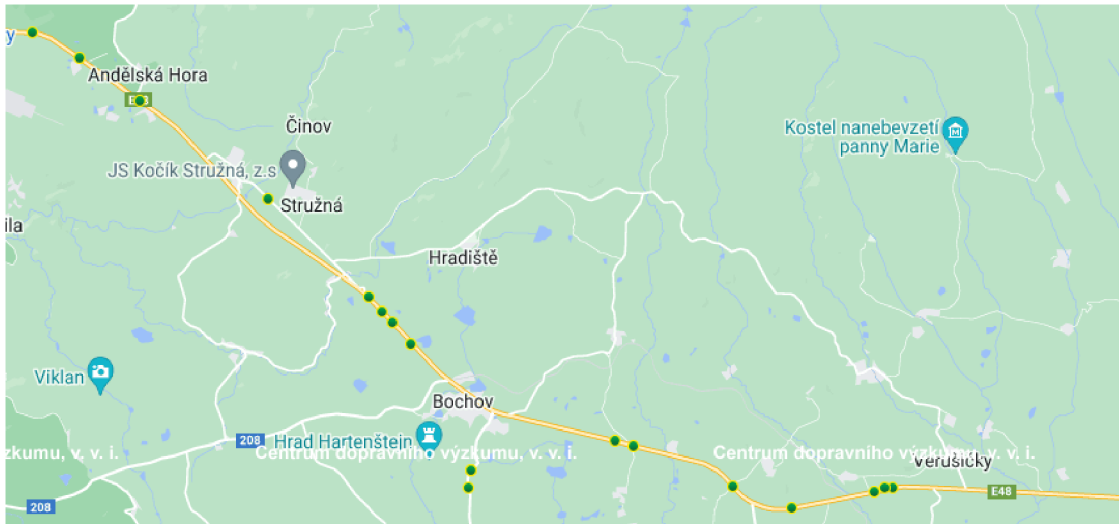 Andělská Hora
Činov
Kostel nanebevzetí
panny Marie
JS Kočík Stružná, z.s
Stružná
ila
Hradiště
Viklan
Bochov
208
Hrad Hartenštejn
zkumu, v. v. i.
Centrum dopravního výzkumu, v. v. i.
Centrum dopravního výzkumu, v. v. i.
Verušičky
E48
208